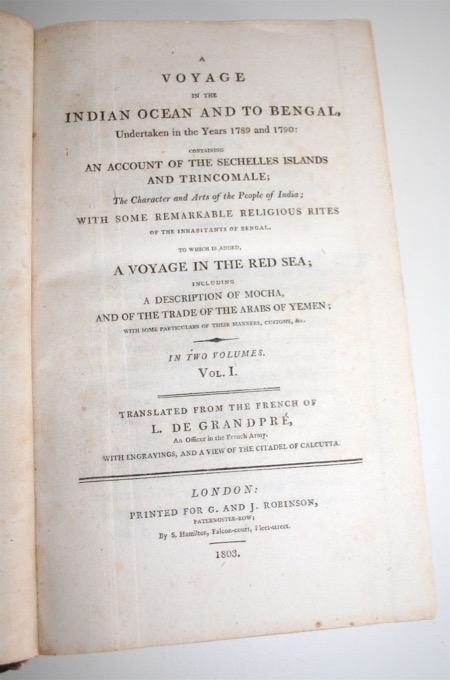 A
VOYAGE
IN THE
INDIAN OCEAN AND TO BENGAL,
Undertaken in the Years 1789 and 1790:
CONTAINING
AN ACCOUNT OF THE SECHELLES ISLANDS
AND TRINCOMALE;
The Character and Arts of the People of India;
WITH SOME REMARKABLE RELIGIOUS RITES
OF THE INHABITANTS OF BENGAL.
TO WHICH IS ADDED,
A VOYAGE IN THE RED SEA;
INCLUDING
A DESCRIPTION OF MOCHA,
AND OF THE TRADE OF THE ARABS OF YEMEN;
WITH SOME PARTICULARS OF THEIR MANNERS, CUSTOMS, &c.
IN TWO VOLUMES.
VOL. I.
TRANSLATED FROM THE FRENCH OF
L. DE GRANDPRÉ,
An Officer in the French Army.
WITH ENGRAVINGS, AND A VIEW OF THE CITADEL OF CALCUTTA.
LONDON:
PRINTED FOR G. AND J. ROBINSON,
PATERNOSTER-ROW;
By S. Hamilton, Falcon-court, Fleet-street.
1803.